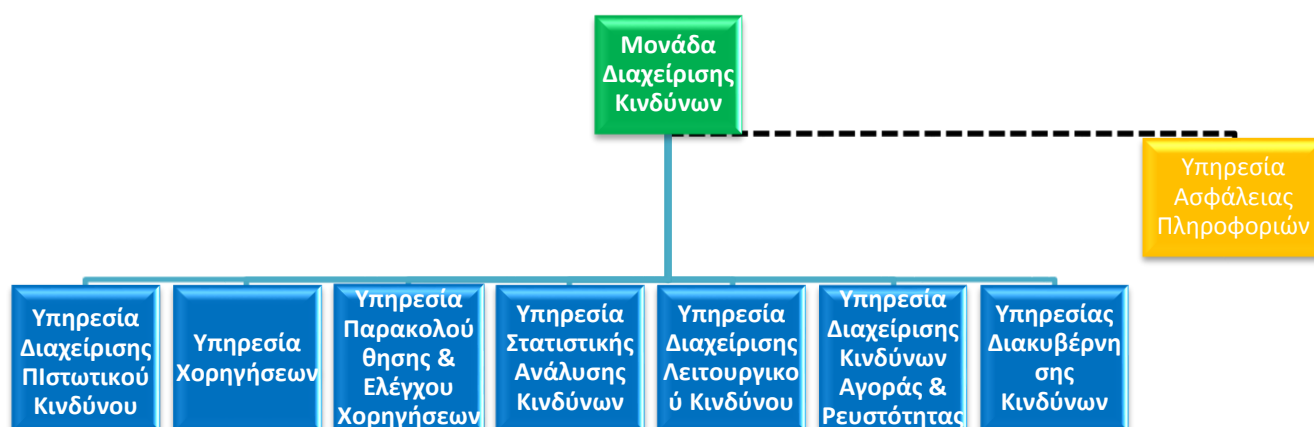 Μονάδα
Διαχείρισης
Κινδύνων
Υπηρεσία
Ασφάλειας
Πληροφοριών
Υπηρεσία
Διαχείρισης
ΠΙστωτικού
Κινδύνου
Υπηρεσία
Χορηγήσεων
Υπηρεσία
Παρακολού
θησης &
Ελέγχου
Χορηγήσεων
Υπηρεσία
Στατιστικής
Ανάλυσης
Κινδύνων
Υπηρεσία
Διαχείρισης
Λειτουργικο
ύ Κινδύνου
Υπηρεσία
Διαχείρισης
Κινδύνων
Αγοράς &
Ρευστότητας
Υπηρεσίας
Διακυβέρνη
σης
Κινδύνων